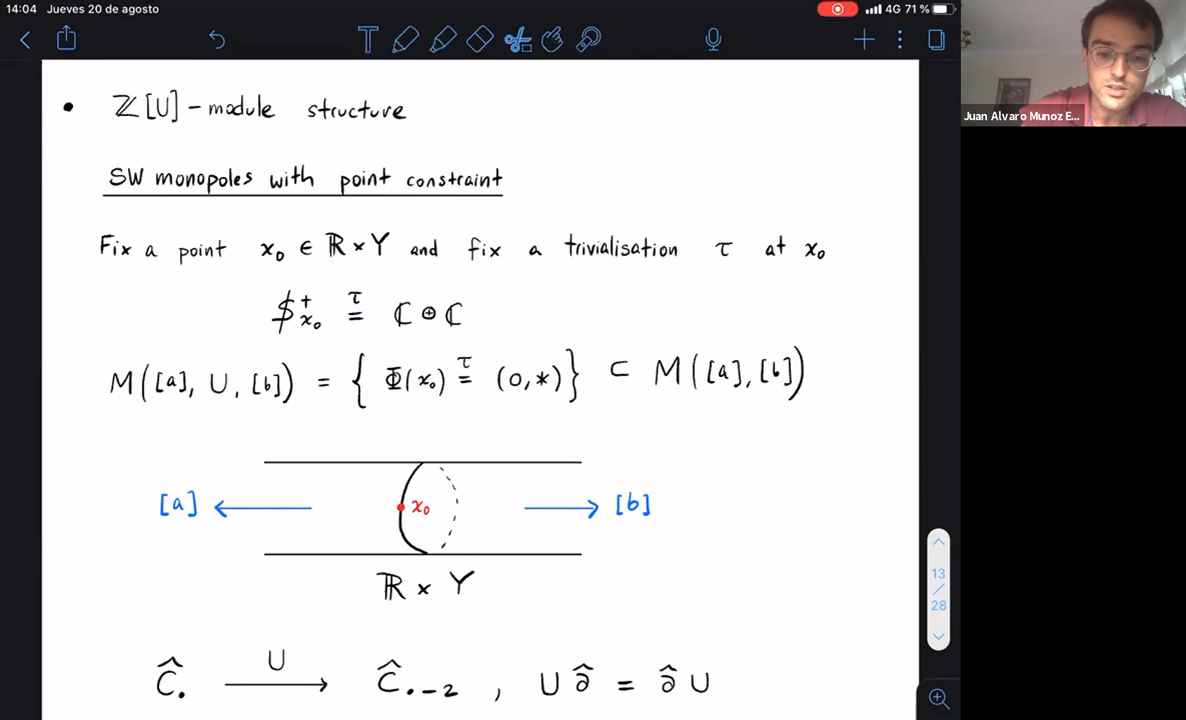 14:04 Jueves 20 de agosto 4G 71 %
Juan Alvaro Munoz E...
• ℤ[U] - module structure
SW monopoles with point constraint
Fix a point x₀ ∈ ℝ × Y and fix a trivialisation τ at x₀
$⁺ₓ₀ τ= ℂ ⊕ ℂ
M([a], U, [b]) = { Φ(x₀) τ= (0, *) } ⊂ M([a], [b])
[a] x₀ [b]
ℝ × Y
Ĉ. U→ Ĉ.₋₂ , U ∂̂ = ∂̂ U
13
/
28